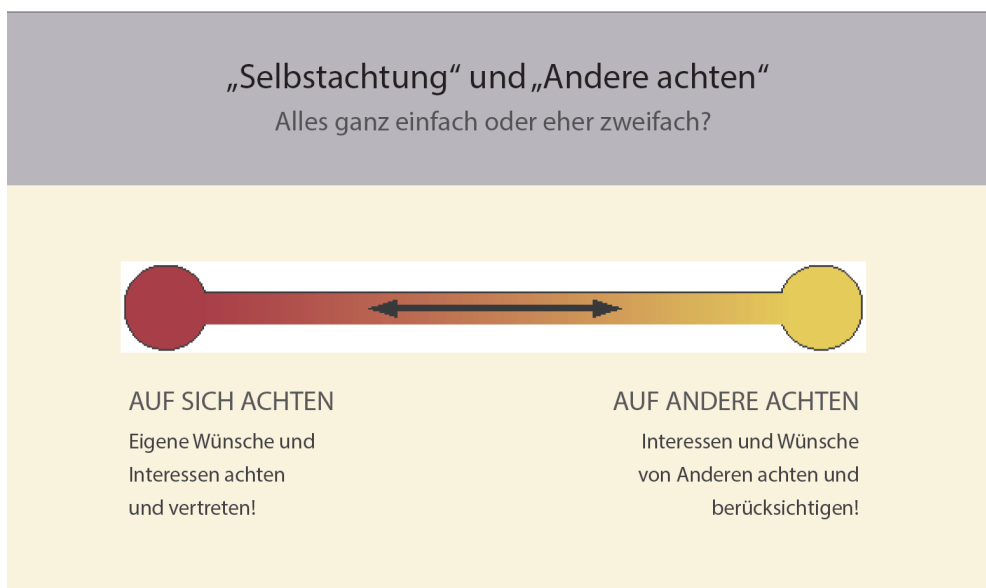 „Selbstachtung“ und „Andere achten“
Alles ganz einfach oder eher zweifach?
AUF SICH ACHTEN
Eigene Wünsche und
Interessen achten
und vertreten!
AUF ANDERE ACHTEN
Interessen und Wünsche
von Anderen achten und
berücksichtigen!